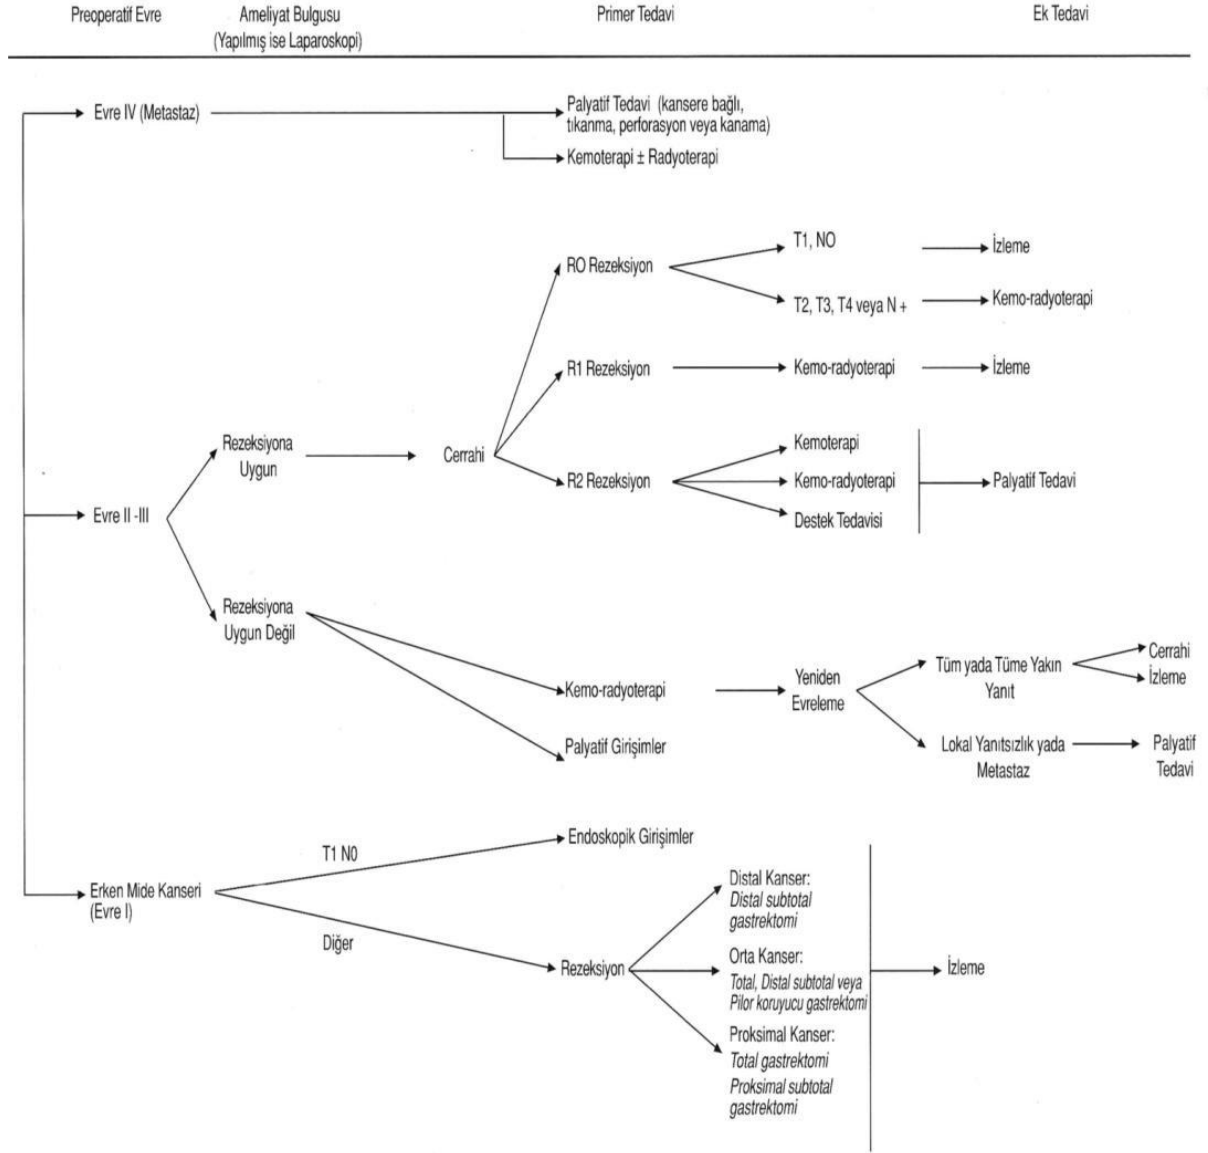 Preoperatif Evre
Ameliyat Bulgusu
(Yapılmış ise Laparoskopi)
Primer Tedavi
Ek Tedavi
Evre IV (Metastaz)
Palyatif Tedavi (kansere bağlı,
tıkanma, perforasyon veya kanama)
Kemoterapi ± Radyoterapi
Evre II -III
Rezeksiyona
Uygun
Cerrahi
RO Rezeksiyon
T1, NO
İzleme
T2, T3, T4 veya N +
Kemo-radyoterapi
R1 Rezeksiyon
Kemo-radyoterapi
İzleme
R2 Rezeksiyon
Kemoterapi
Kemo-radyoterapi
Destek Tedavisi
Palyatif Tedavi
Rezeksiyona
Uygun Değil
Kemo-radyoterapi
Yeniden
Evreleme
Tüm yada Tüme Yakın
Yanıt
Cerrahi
İzleme
Lokal Yanıtsızlık yada
Metastaz
Palyatif
Tedavi
Palyatif Girişimler
Erken Mide Kanseri
(Evre I)
T1 N0
Endoskopik Girişimler
Diğer
Rezeksiyon
Distal Kanser:
Distal subtotal
gastrektomi
Orta Kanser:
Total, Distal subtotal veya
Pilor koruyucu gastrektomi
Proksimal Kanser:
Total gastrektomi
Proksimal subtotal
gastrektomi
İzleme